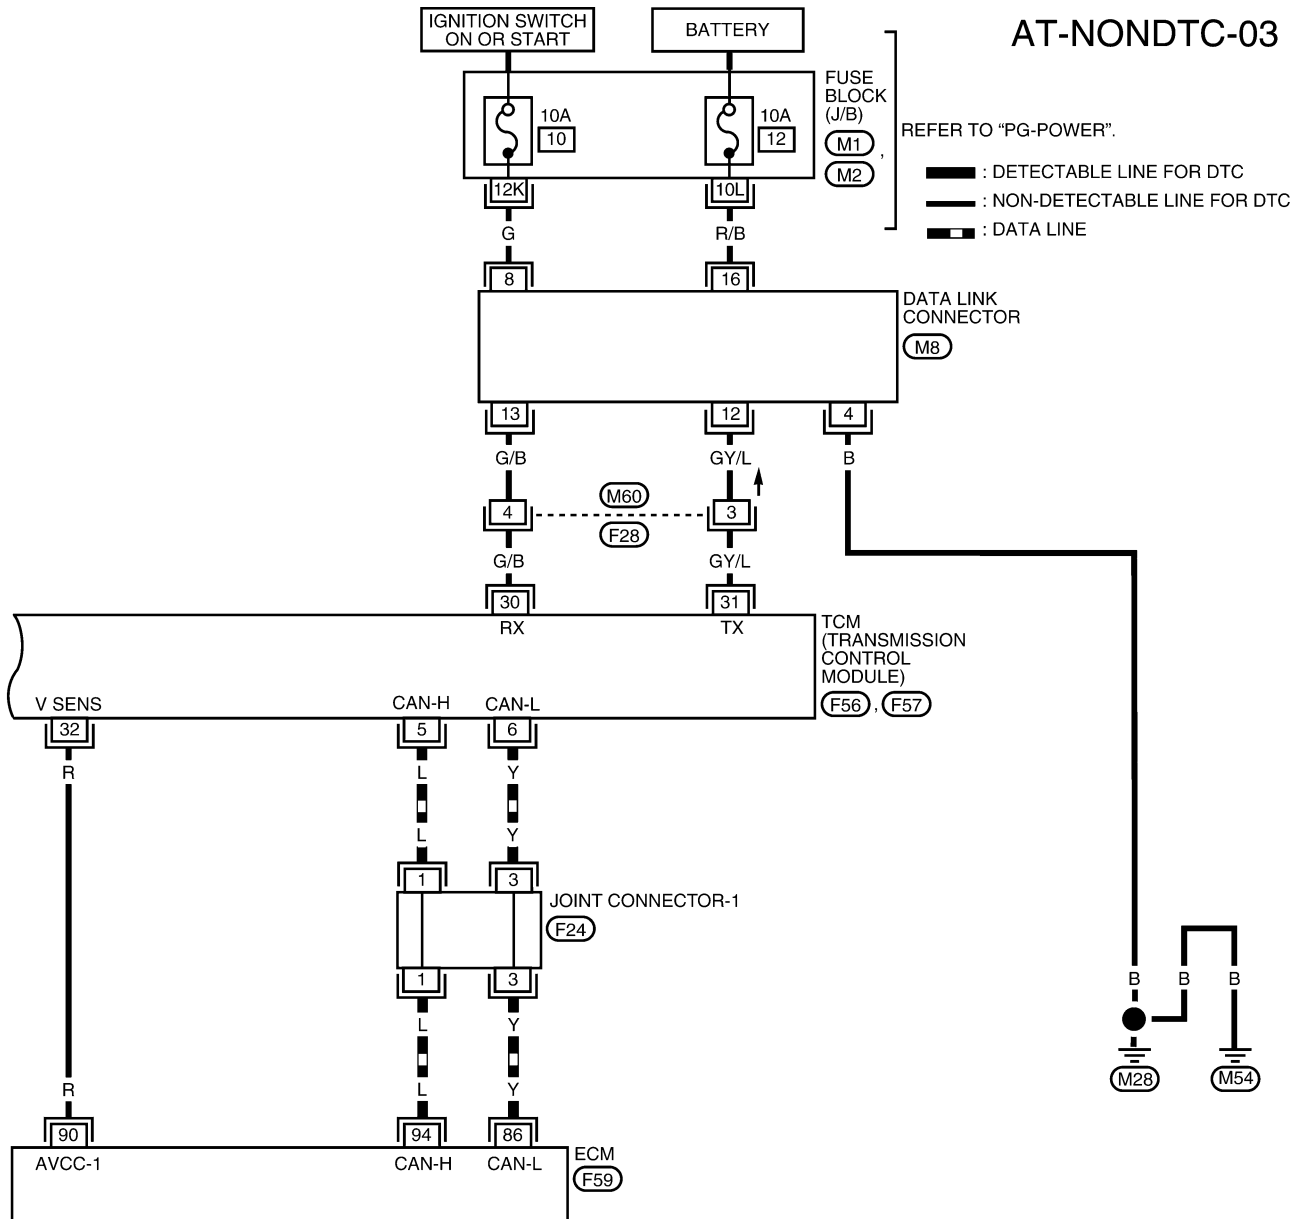 IGNITION SWITCH
ON OR START
BATTERY
AT-NONDTC-03
10A
10
10A
12
FUSE
BLOCK
(J/B)
M1
,
M2
REFER TO “PG-POWER”.
: DETECTABLE LINE FOR DTC
: NON-DETECTABLE LINE FOR DTC
: DATA LINE
12K
10L
G
R/B
8
16
DATA LINK
CONNECTOR
M8
13
12
4
G/B
GY/L
B
M60
4
3
F28
G/B
GY/L
30
31
RX
TX
TCM
(TRANSMISSION
CONTROL
MODULE)
F56 , F57
V SENS
CAN-H
CAN-L
32
5
6
R
L
Y
L
Y
1
3
JOINT CONNECTOR-1
F24
1
3
B
B
B
L
Y
M28
M54
R
L
Y
90
94
86
AVCC-1
CAN-H
CAN-L
ECM
F59